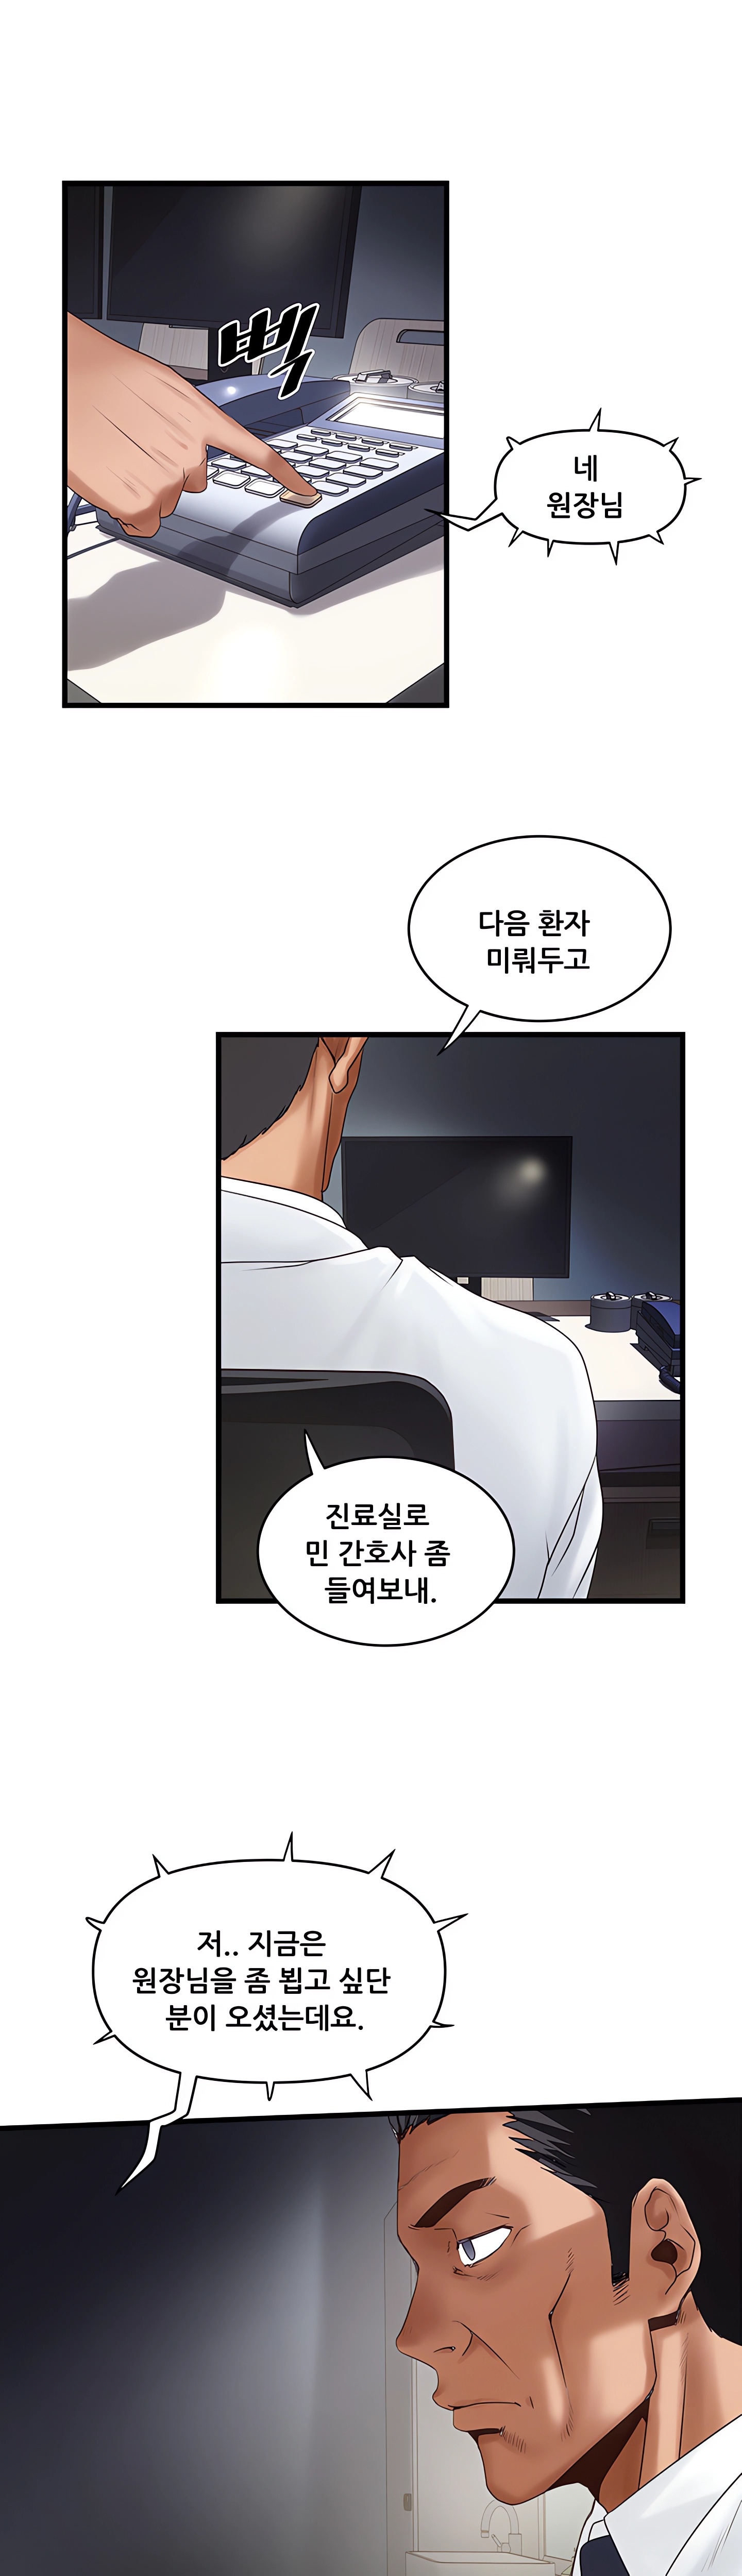 삑
네
원장님
다음 환자
미뤄두고
진료실로
민 간호사 좀
들여보내.
저.. 지금은
원장님을 좀 뵙고 싶단
분이 오셨는데요.